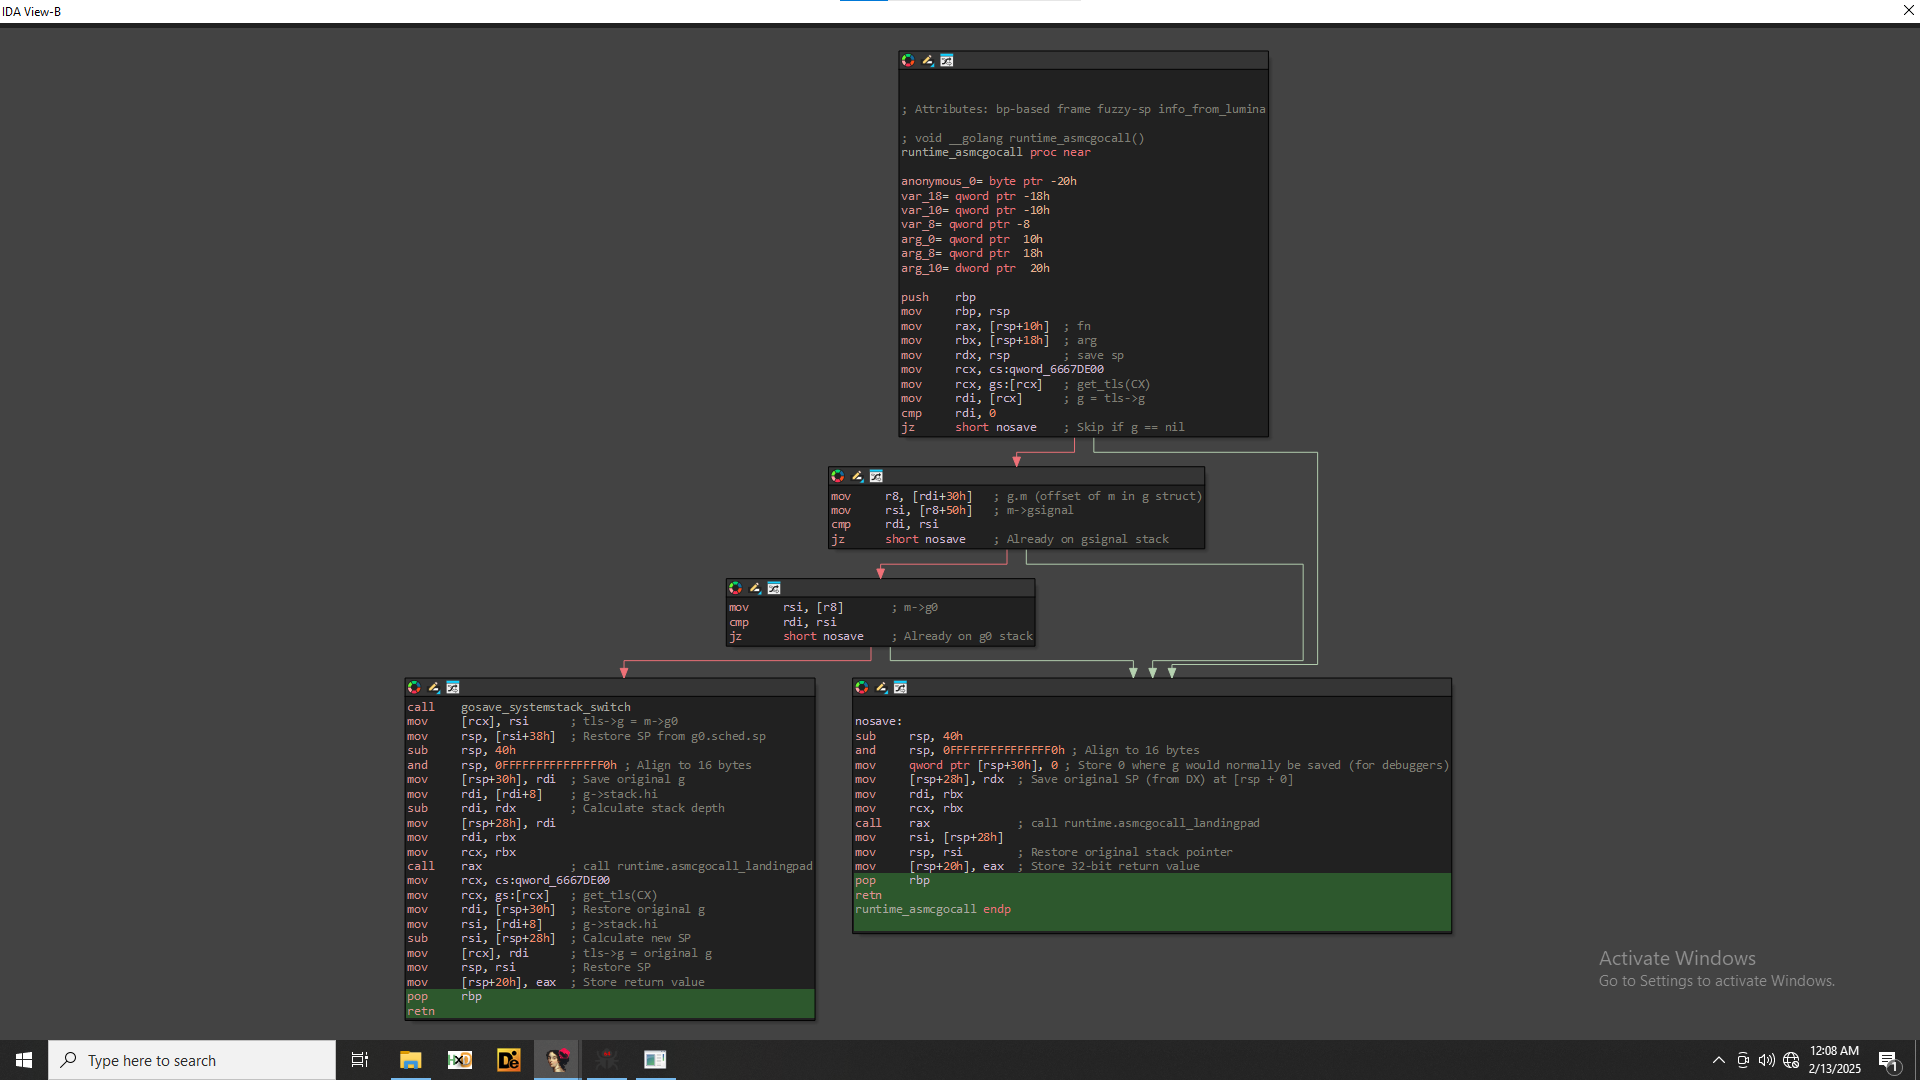 IDA View-B
; Attributes: bp-based frame fuzzy-sp info_from_lumina
; void __golang runtime_asmcgocall()
runtime_asmcgocall proc near
anonymous_0= byte ptr -20h
var_18= qword ptr -18h
var_10= qword ptr -10h
var_8= qword ptr -8
arg_0= qword ptr  10h
arg_8= qword ptr  18h
arg_10= dword ptr  20h
push    rbp
mov     rbp, rsp
mov     rax, [rsp+10h]  ; fn
mov     rbx, [rsp+18h]  ; arg
mov     rdx, rsp        ; save sp
mov     rcx, cs:qword_6667DE00
mov     rcx, gs:[rcx]   ; get_tls(CX)
mov     rdi, [rcx]      ; g = tls->g
cmp     rdi, 0
jz      short nosave    ; Skip if g == nil
mov     r8, [rdi+30h]   ; g.m (offset of m in g struct)
mov     rsi, [r8+50h]   ; m->gsignal
cmp     rdi, rsi
jz      short nosave    ; Already on gsignal stack
mov     rsi, [r8]       ; m->g0
cmp     rdi, rsi
jz      short nosave    ; Already on g0 stack
call    gosave_systemstack_switch
mov     [rcx], rsi      ; tls->g = m->g0
mov     rsp, [rsi+38h]  ; Restore SP from g0.sched.sp
sub     rsp, 40h
and     rsp, 0FFFFFFFFFFFFFFF0h ; Align to 16 bytes
mov     [rsp+30h], rdi  ; Save original g
mov     rdi, [rdi+8]    ; g->stack.hi
sub     rdi, rdx        ; Calculate stack depth
mov     [rsp+28h], rdi
mov     rdi, rbx
mov     rcx, rbx
call    rax             ; call runtime.asmcgocall_landingpad
mov     rcx, cs:qword_6667DE00
mov     rcx, gs:[rcx]   ; get_tls(CX)
mov     rdi, [rsp+30h]  ; Restore original g
mov     rsi, [rdi+8]    ; g->stack.hi
sub     rsi, [rsp+28h]  ; Calculate new SP
mov     [rcx], rdi      ; tls->g = original g
mov     rsp, rsi        ; Restore SP
mov     [rsp+20h], eax  ; Store return value
pop     rbp
retn
nosave:
sub     rsp, 40h
and     rsp, 0FFFFFFFFFFFFFFF0h ; Align to 16 bytes
mov     qword ptr [rsp+30h], 0 ; Store 0 where g would normally be saved (for debuggers)
mov     [rsp+28h], rdx  ; Save original SP (from DX) at [rsp + 0]
mov     rdi, rbx
mov     rcx, rbx
call    rax             ; call runtime.asmcgocall_landingpad
mov     rsi, [rsp+28h]
mov     rsp, rsi        ; Restore original stack pointer
mov     [rsp+20h], eax  ; Store 32-bit return value
pop     rbp
retn
runtime_asmcgocall endp
Activate Windows
Go to Settings to activate Windows.
Type here to search
HXD
De
12:08 AM
2/13/2025
1